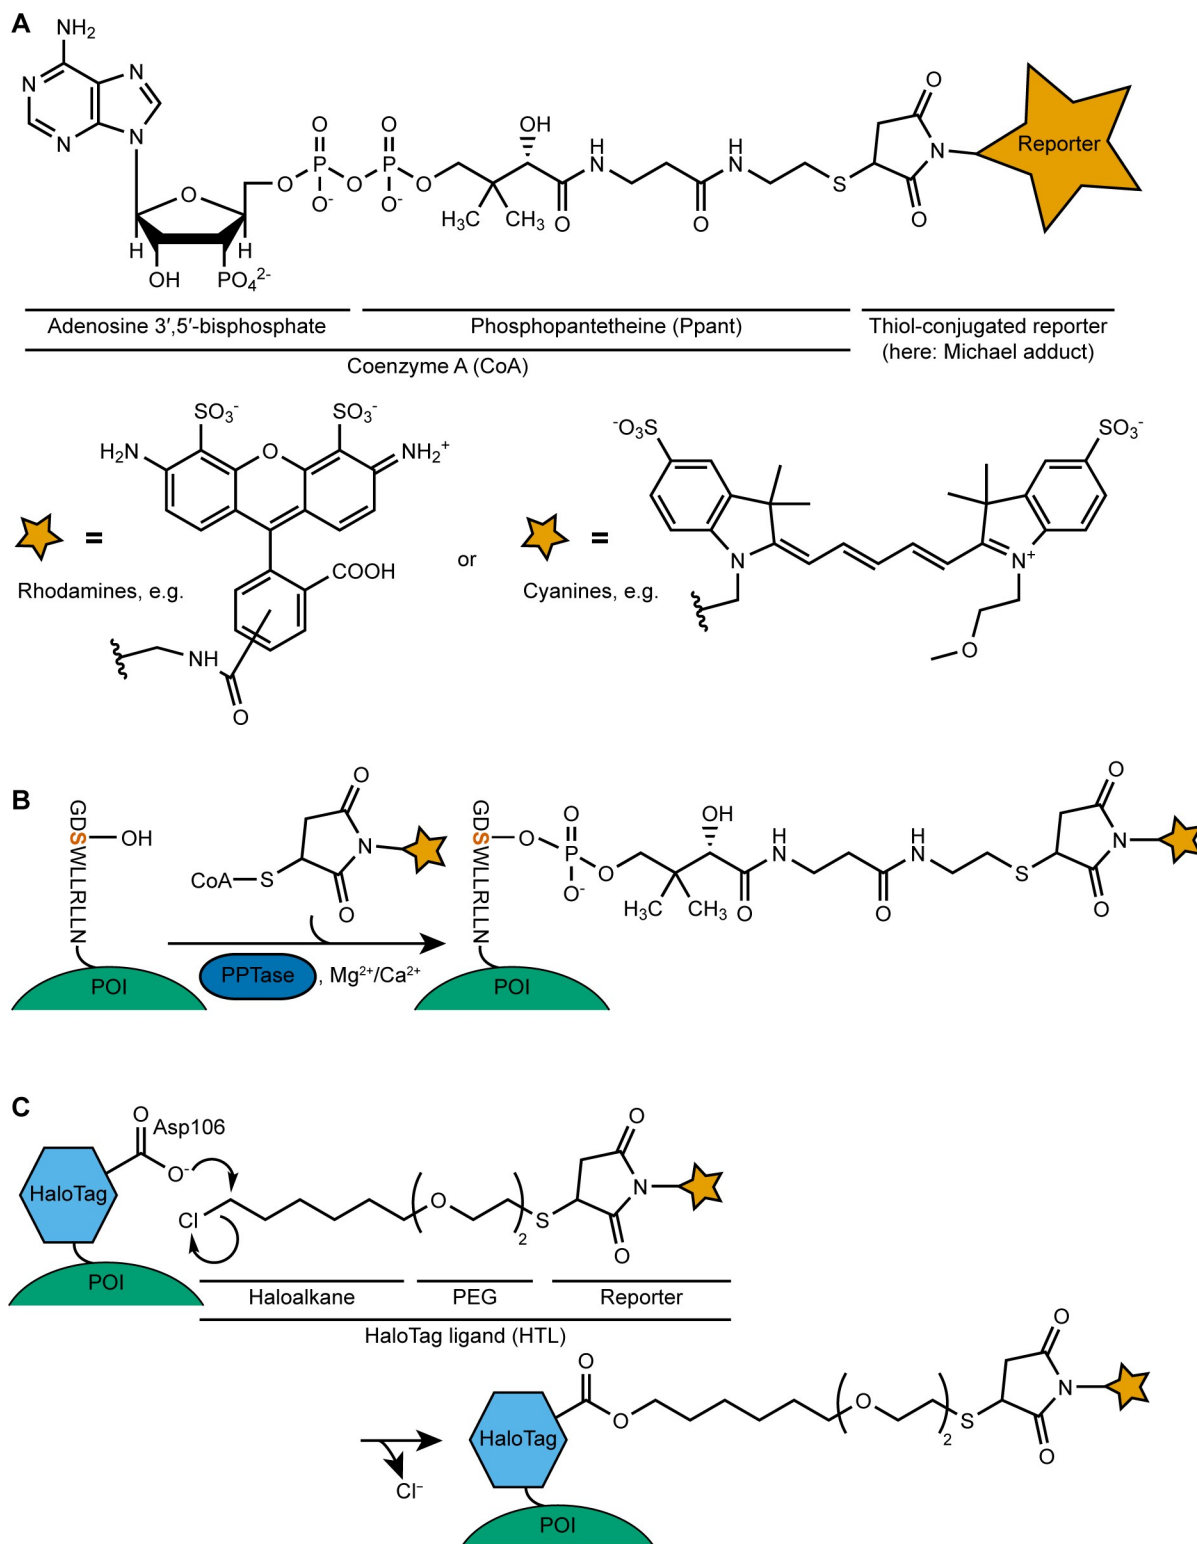 A
NH₂
N
N
N
N
O
OH
PO₄²⁻
H
H
O
O
P
O⁻
O
O
P
O⁻
O
H₃C
CH₃
OH
O
H
N
O
H
N
S
O
N
O
Reporter
Adenosine 3′,5′-bisphosphate
Phosphopantetheine (Ppant)
Thiol-conjugated reporter
(here: Michael adduct)
Coenzyme A (CoA)
SO₃⁻
SO₃⁻
H₂N
O
NH₂⁺
COOH
NH
O
=
Rhodamines, e.g.
or
=
Cyanines, e.g.
⁻O₃S
SO₃⁻
N
N⁺
O
B
GDSWLLRLLN
OH
POI
CoA
S
O
N
O
PPTase
, Mg²⁺/Ca²⁺
GDSWLLRLLN
POI
O
O
P
O⁻
O
H₃C
CH₃
OH
O
H
N
O
H
N
S
O
N
O
C
HaloTag
O
Asp106
O⁻
POI
Cl
O
2
S
O
N
O
Haloalkane
PEG
Reporter
HaloTag ligand (HTL)
Cl⁻
HaloTag
POI
O
O
O
2
S
O
N
O